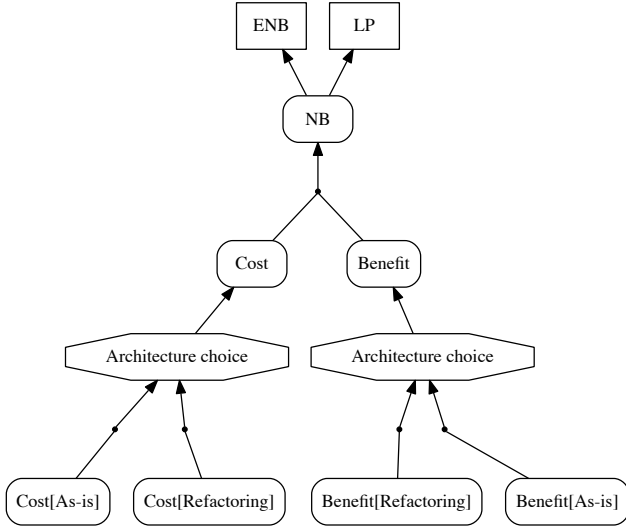 ENB
LP
NB
Cost
Benefit
Architecture choice
Architecture choice
Cost[As-is]
Cost[Refactoring]
Benefit[Refactoring]
Benefit[As-is]